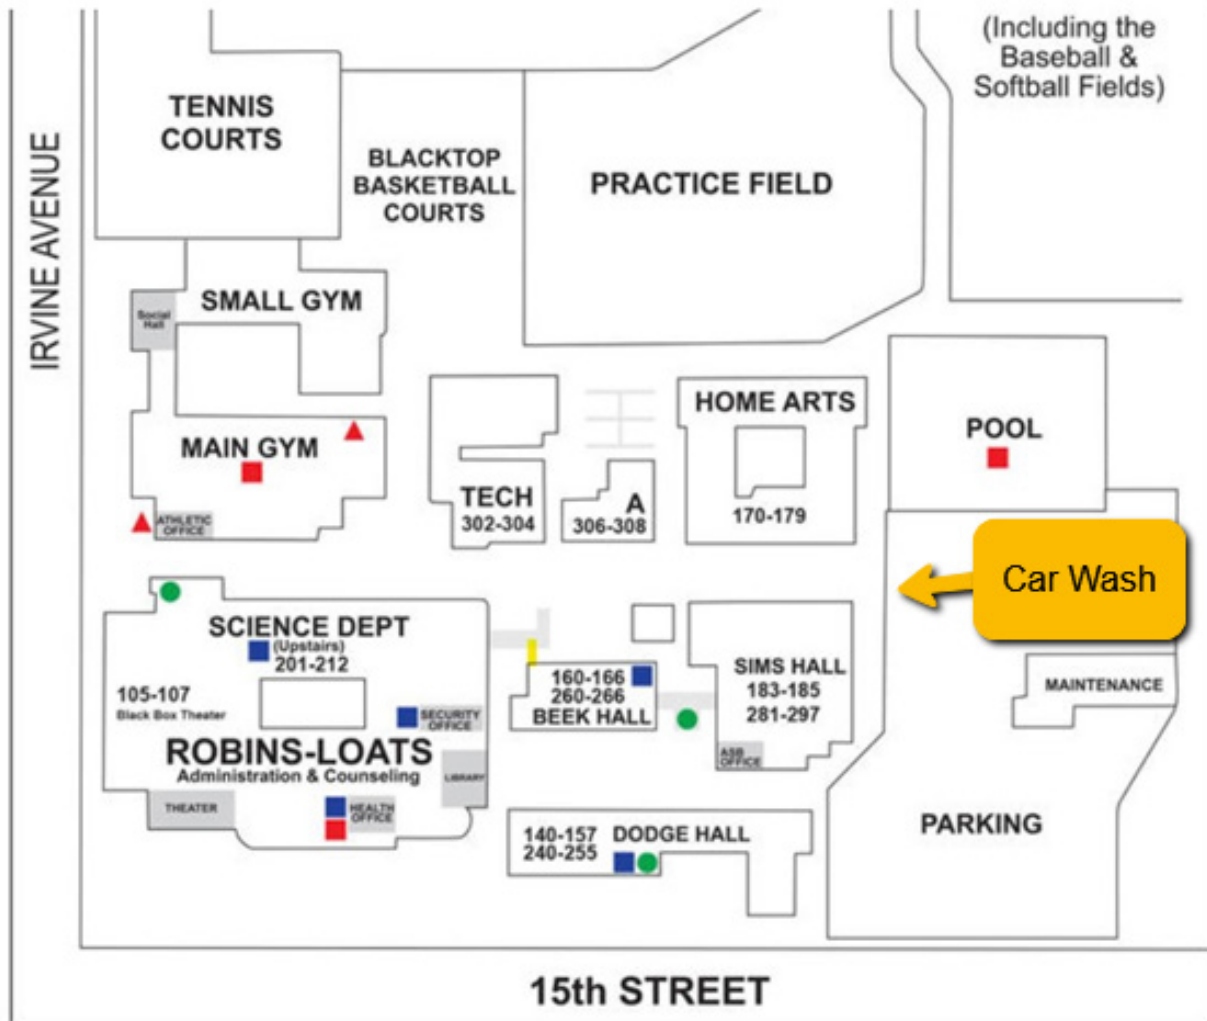 (Including the
Baseball &
Softball Fields)
IRVINE AVENUE
TENNIS
COURTS
BLACKTOP
BASKETBALL
COURTS
PRACTICE FIELD
SMALL GYM
Social
Hall
MAIN GYM
ATHLETIC
OFFICE
TECH
302-304
A
306-308
HOME ARTS
170-179
POOL
Car Wash
SCIENCE DEPT
(Upstairs)
201-212
105-107
Black Box Theater
SECURITY
OFFICE
ROBINS-LOATS
Administration & Counseling
LIBRARY
THEATER
HEALTH
OFFICE
160-166
260-266
BEEK HALL
SIMS HALL
183-185
281-297
ASB
OFFICE
MAINTENANCE
140-157
DODGE HALL
240-255
PARKING
15th STREET